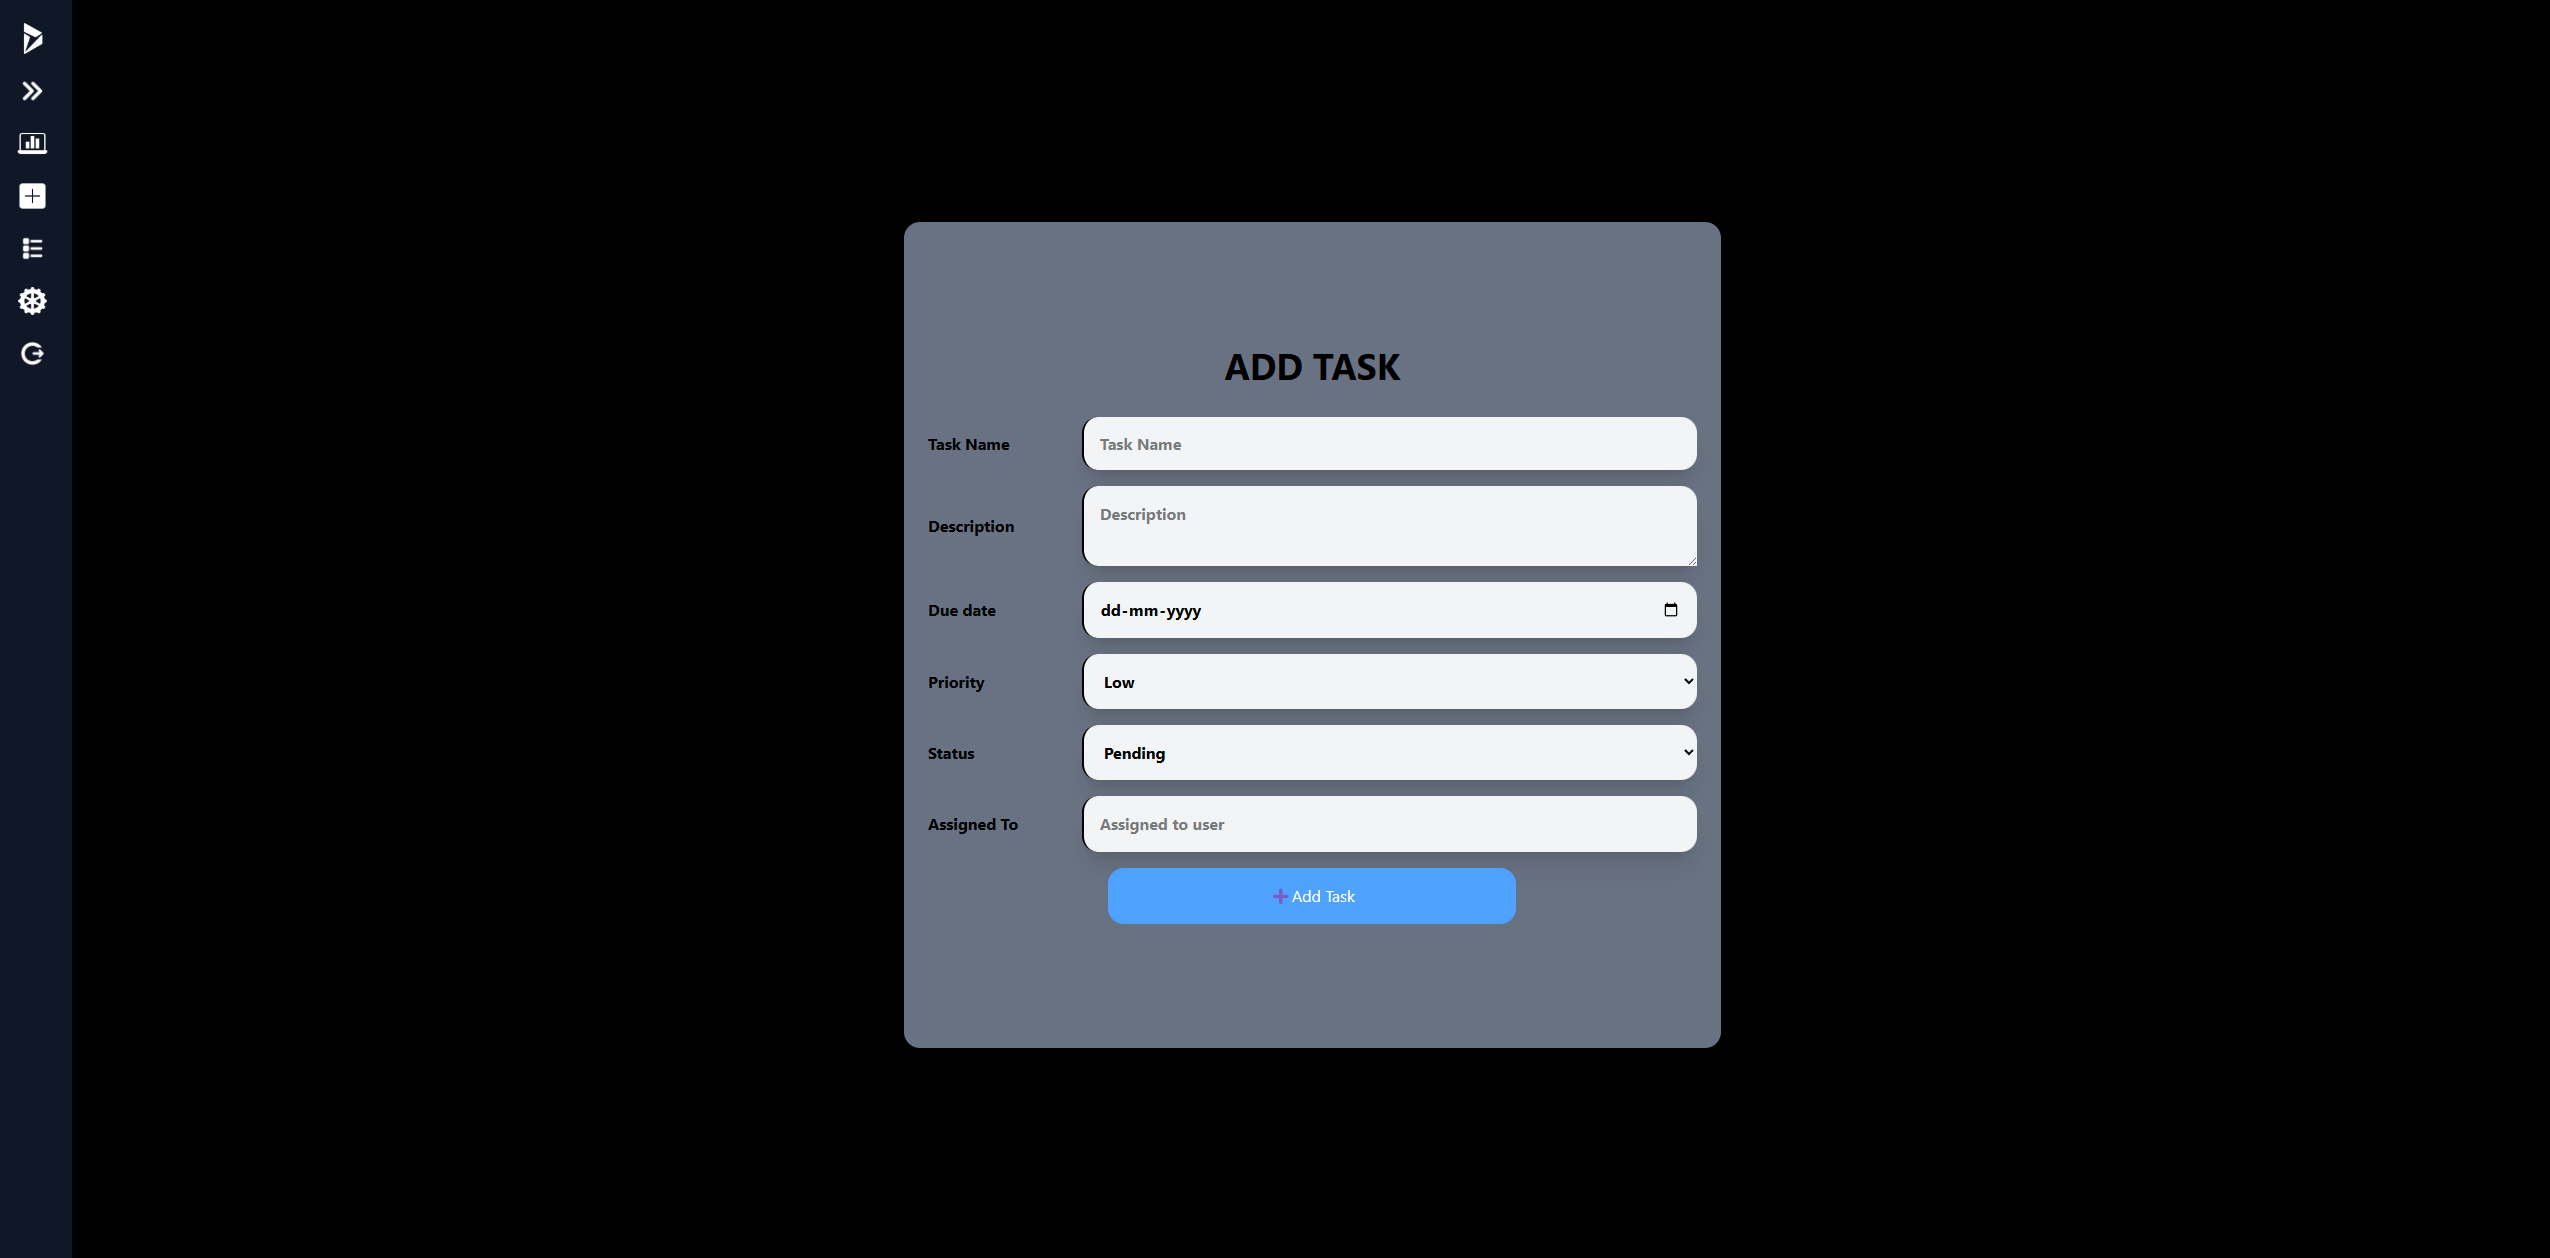 ADD TASK
Task Name Task Name
Description Description
Due date dd-mm-yyyy
Priority Low
Status Pending
Assigned To Assigned to user
Add Task